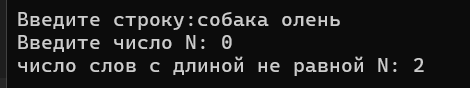 Введите строку:собака олень
Введите число N: 0
число слов с длиной не равной N: 2